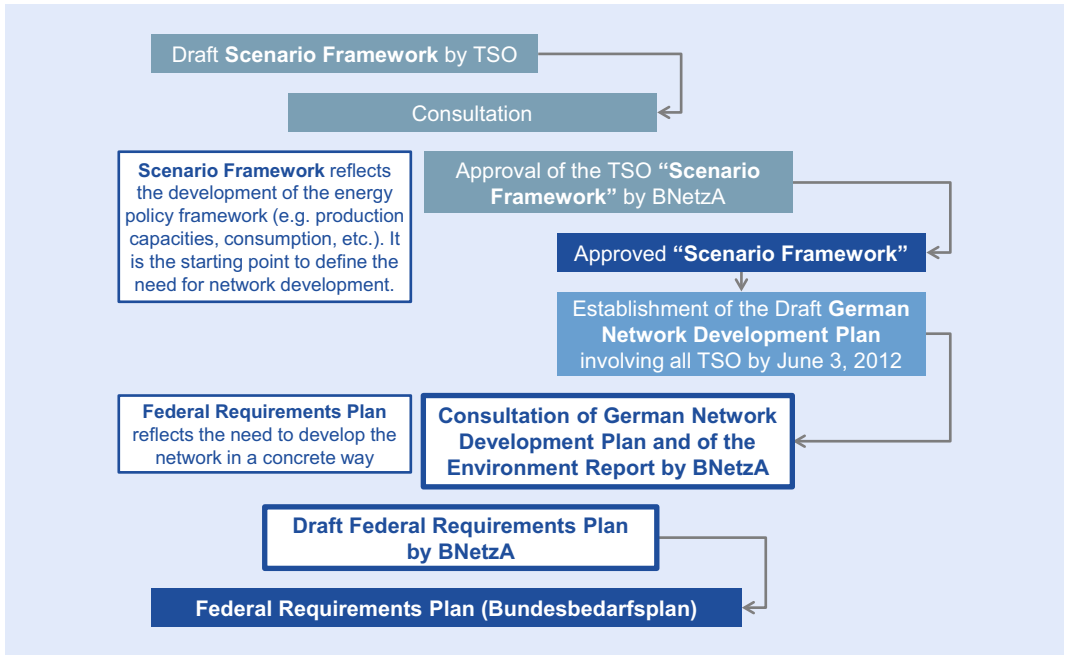 Draft Scenario Framework by TSO
Consultation
Scenario Framework reflects
the development of the energy
policy framework (e.g. production
capacities, consumption, etc.). It
is the starting point to define the
need for network development.
Approval of the TSO “Scenario
Framework” by BNetzA
Approved “Scenario Framework”
Establishment of the Draft German
Network Development Plan
involving all TSO by June 3, 2012
Federal Requirements Plan
reflects the need to develop the
network in a concrete way
Consultation of German Network
Development Plan and of the
Environment Report by BNetzA
Draft Federal Requirements Plan
by BNetzA
Federal Requirements Plan (Bundesbedarfsplan)